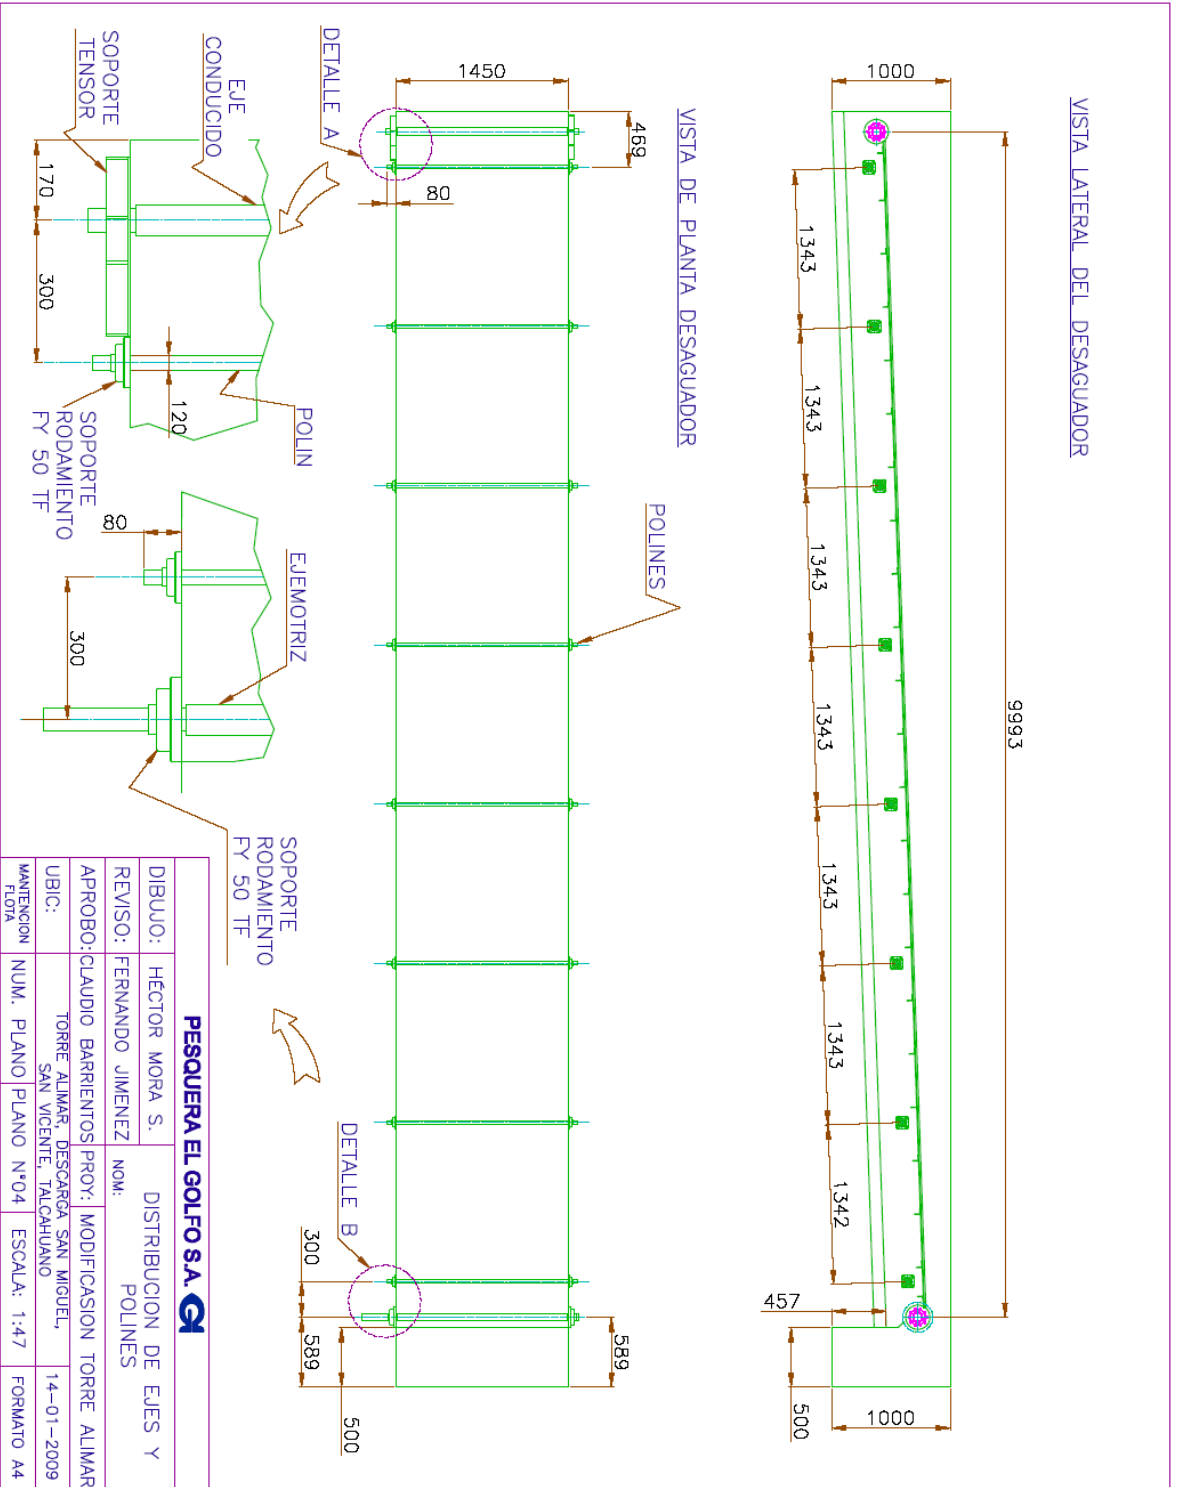 VISTA LATERAL DEL DESAGUADOR
9993
1000
1343
1343
1343
1343
1343
1343
1342
457
500
1000
VISTA DE PLANTA DESAGUADOR
POLINES
469
1450
80
589
500
300
589
DETALLE A
DETALLE B
EJE
CONDUCIDO
SOPORTE
TENSOR
170
300
120
POLIN
SOPORTE
RODAMIENTO
FY 50 TF
EJEMOTRIZ
80
300
SOPORTE
RODAMIENTO
FY 50 TF
PESQUERA EL GOLFO S.A. G
DIBUJO: HÉCTOR MORA S.
REVISO: FERNANDO JIMENEZ
NOM: DISTRIBUCION DE EJES Y
POLINES
APROBO: CLAUDIO BARRIENTOS PROY: MODIFICASION TORRE ALIMAR
UBIC: TORRE ALIMAR, DESCARGA SAN MIGUEL,
SAN VICENTE, TALCAHUANO
14-01-2009
MANTENCION
FLOTA
NUM. PLANO PLANO N°04 ESCALA: 1:47 FORMATO A4